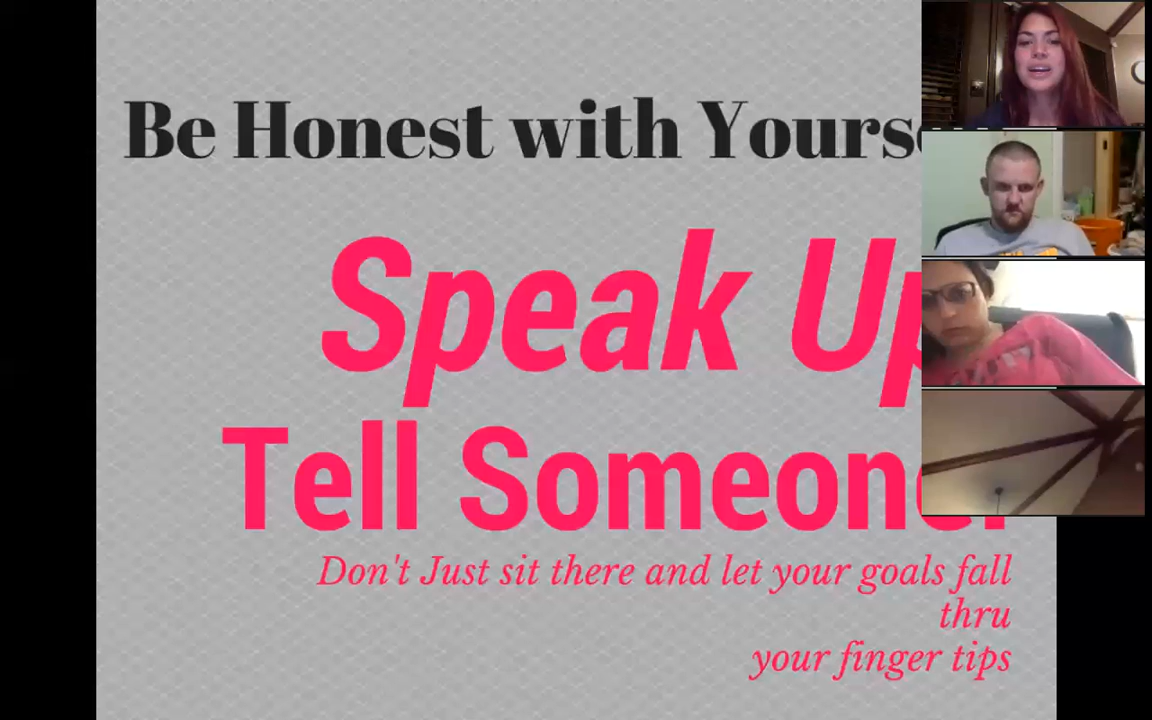 Be Honest with Yourse
Speak Up
Tell Someone!
Don't Just sit there and let your goals fall
thru
your finger tips